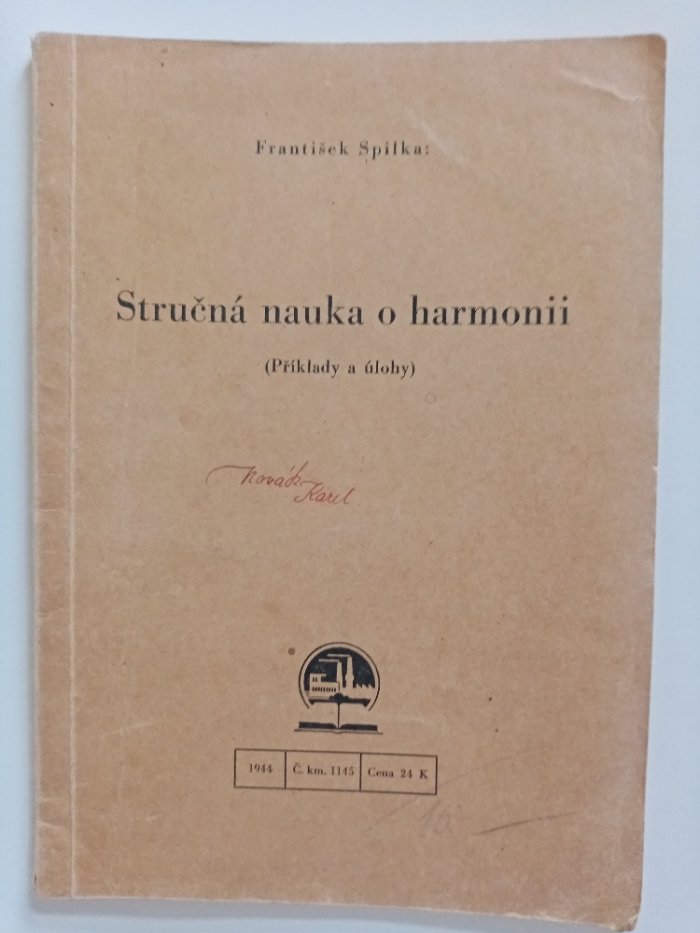 František Spilka:
Stručná nauka o harmonii
(Příklady a úlohy)
Novák
Karel
1944 Č. km. 1145 Cena 24 K